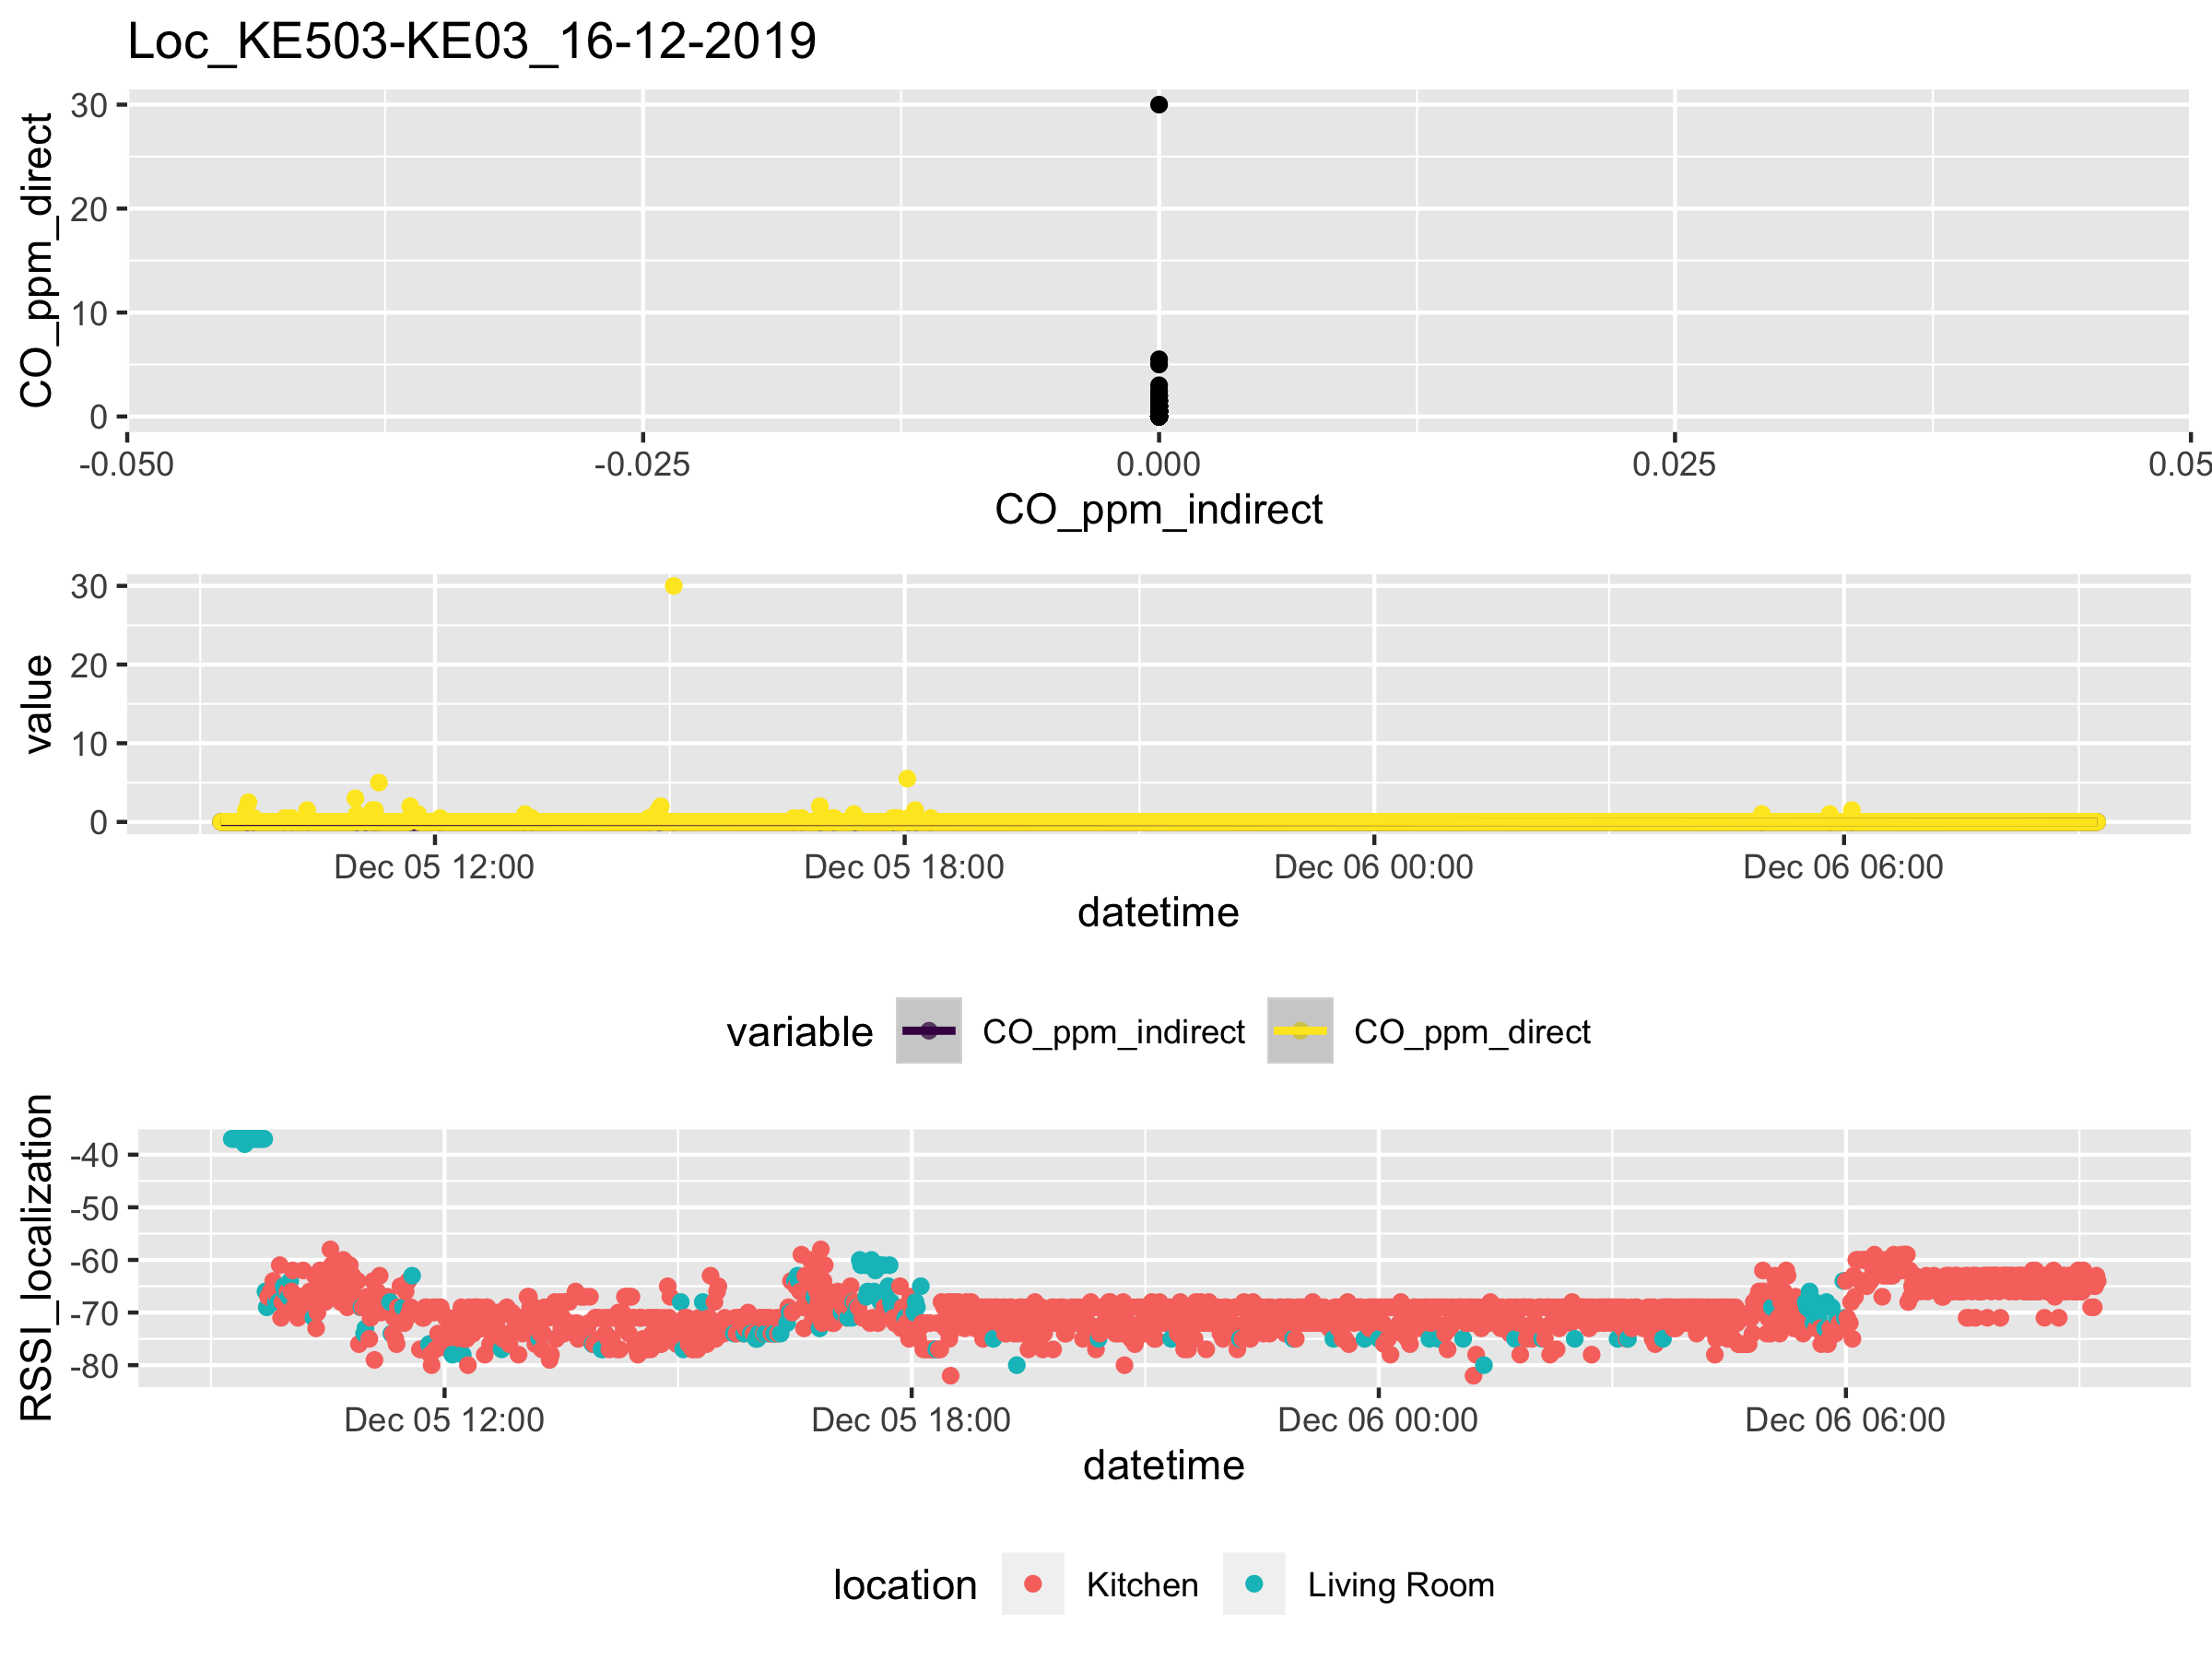 Loc_KE503-KE03_16-12-2019
CO_ppm_direct
30
20
10
0
-0.050 -0.025 0.000 0.025 0.05
CO_ppm_indirect
value
30
20
10
0
Dec 05 12:00 Dec 05 18:00 Dec 06 00:00 Dec 06 06:00
datetime
variable CO_ppm_indirect CO_ppm_direct
RSSI_localization
-40
-50
-60
-70
-80
Dec 05 12:00 Dec 05 18:00 Dec 06 00:00 Dec 06 06:00
datetime
location Kitchen Living Room